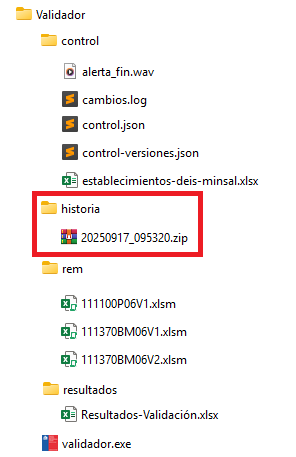 Validador
control
alerta_fin.wav
cambios.log
control.json
control-versiones.json
establecimientos-deis-minsal.xlsx
historia
20250917_095320.zip
rem
111100P06V1.xlsm
111370BM06V1.xlsm
111370BM06V2.xlsm
resultados
Resultados-Validación.xlsx
validador.exe